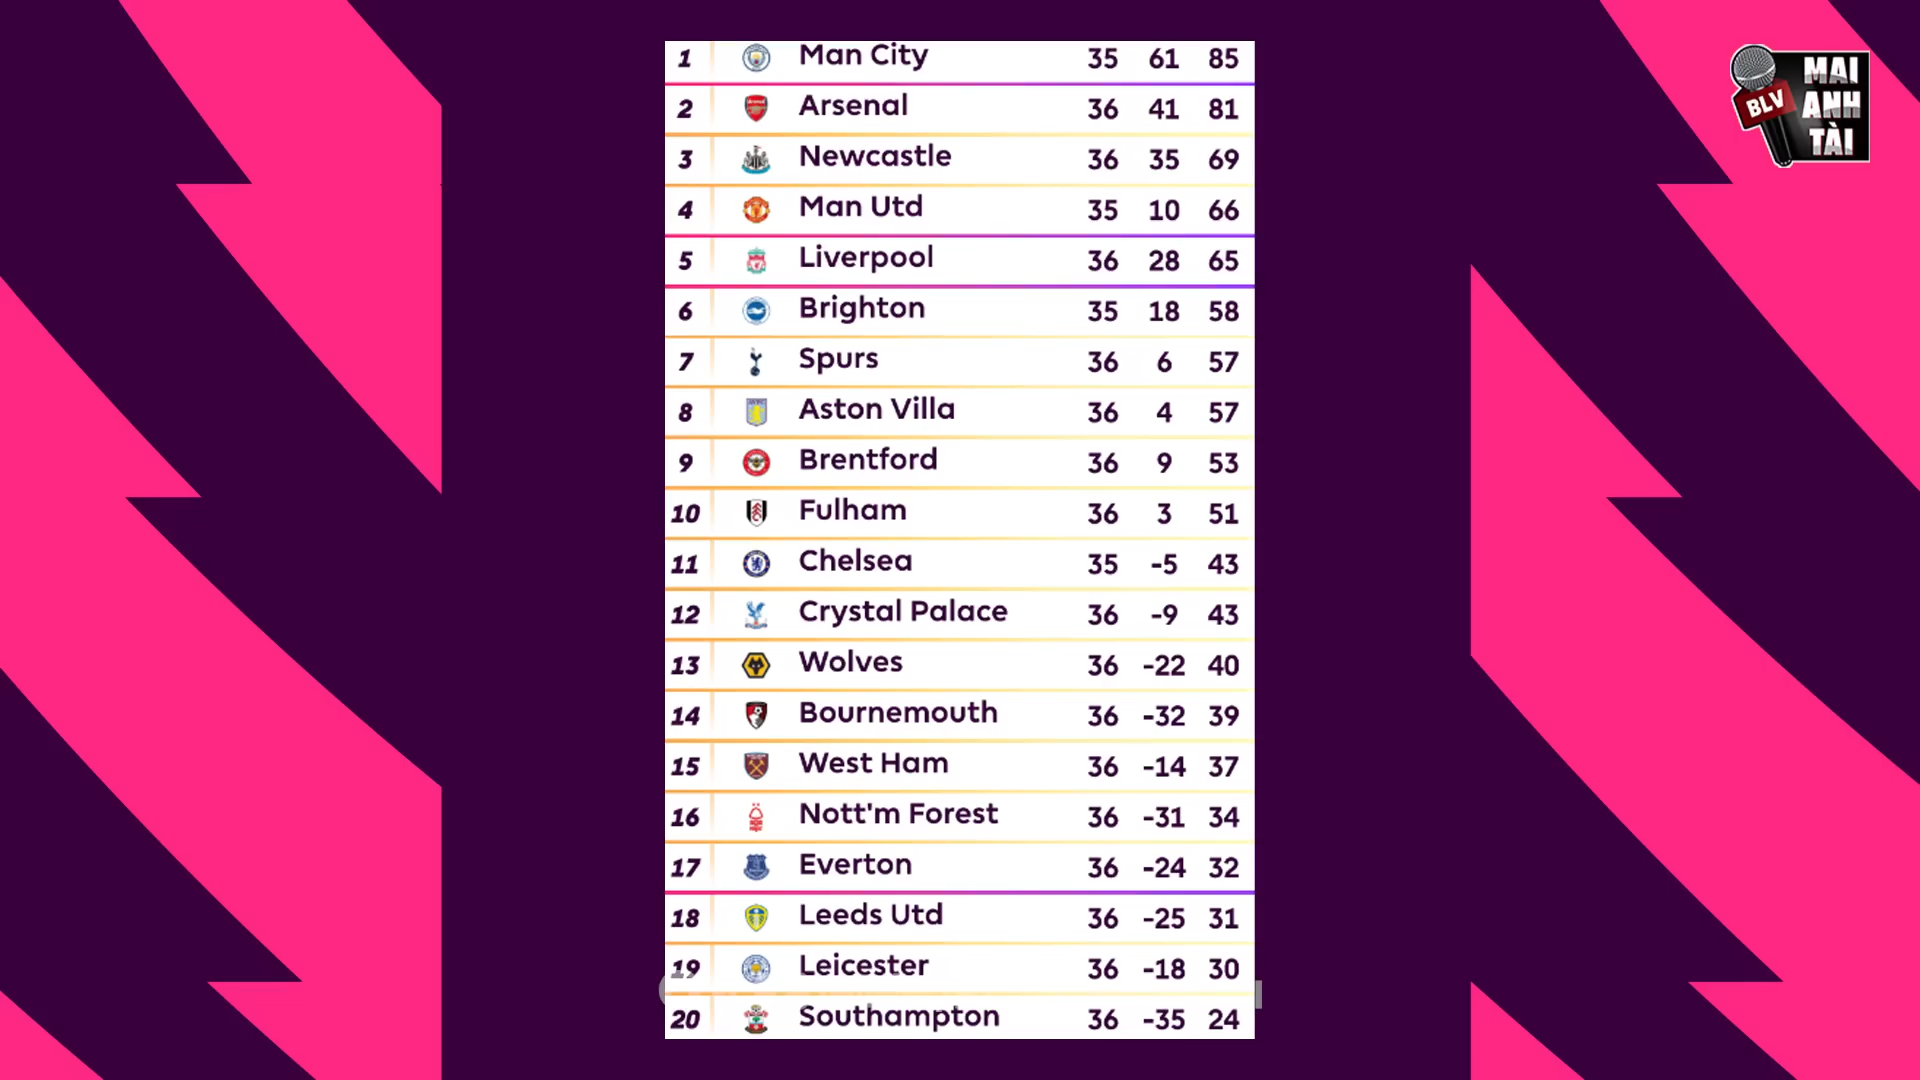 1 Man City 35 61 85
2 Arsenal 36 41 81
3 Newcastle 36 35 69
4 Man Utd 35 10 66
5 Liverpool 36 28 65
6 Brighton 35 18 58
7 Spurs 36 6 57
8 Aston Villa 36 4 57
9 Brentford 36 9 53
10 Fulham 36 3 51
11 Chelsea 35 -5 43
12 Crystal Palace 36 -9 43
13 Wolves 36 -22 40
14 Bournemouth 36 -32 39
15 West Ham 36 -14 37
16 Nott'm Forest 36 -31 34
17 Everton 36 -24 32
18 Leeds Utd 36 -25 31
19 Leicester 36 -18 30
20 Southampton 36 -35 24
BLV
MAI
ANH
TÀI